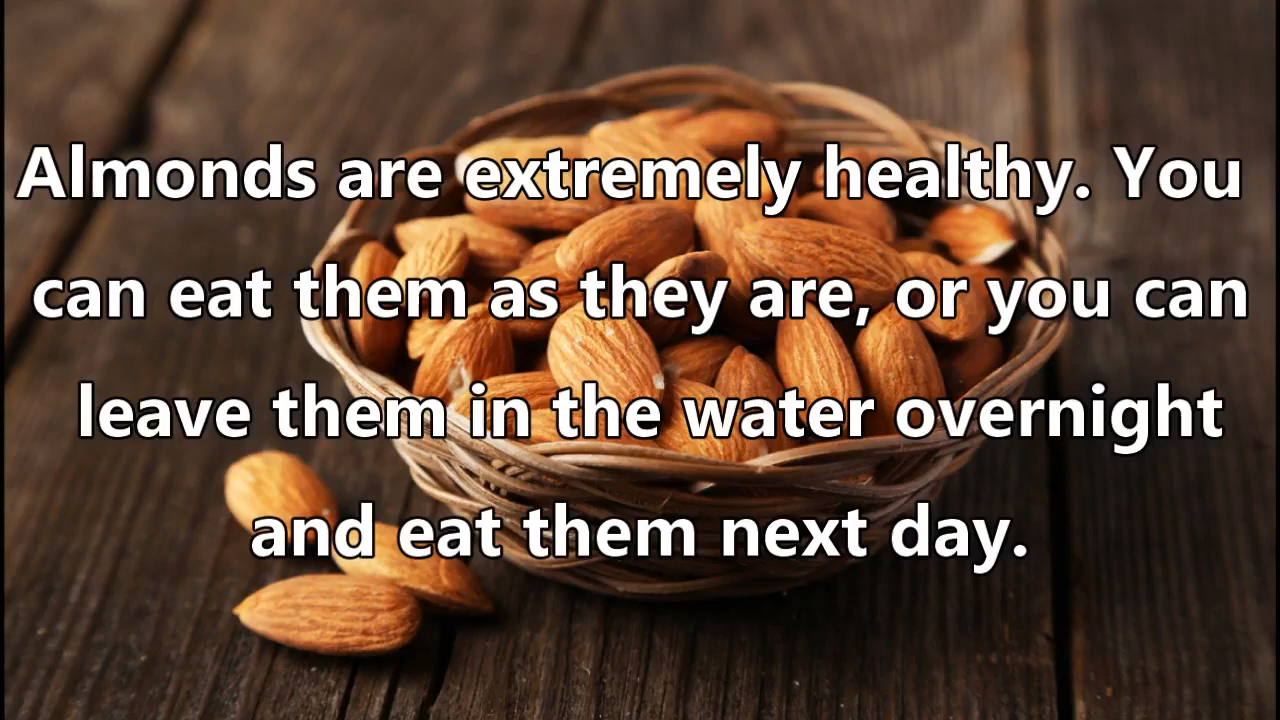 Almonds are extremely healthy. You
can eat them as they are, or you can
leave them in the water overnight
and eat them next day.